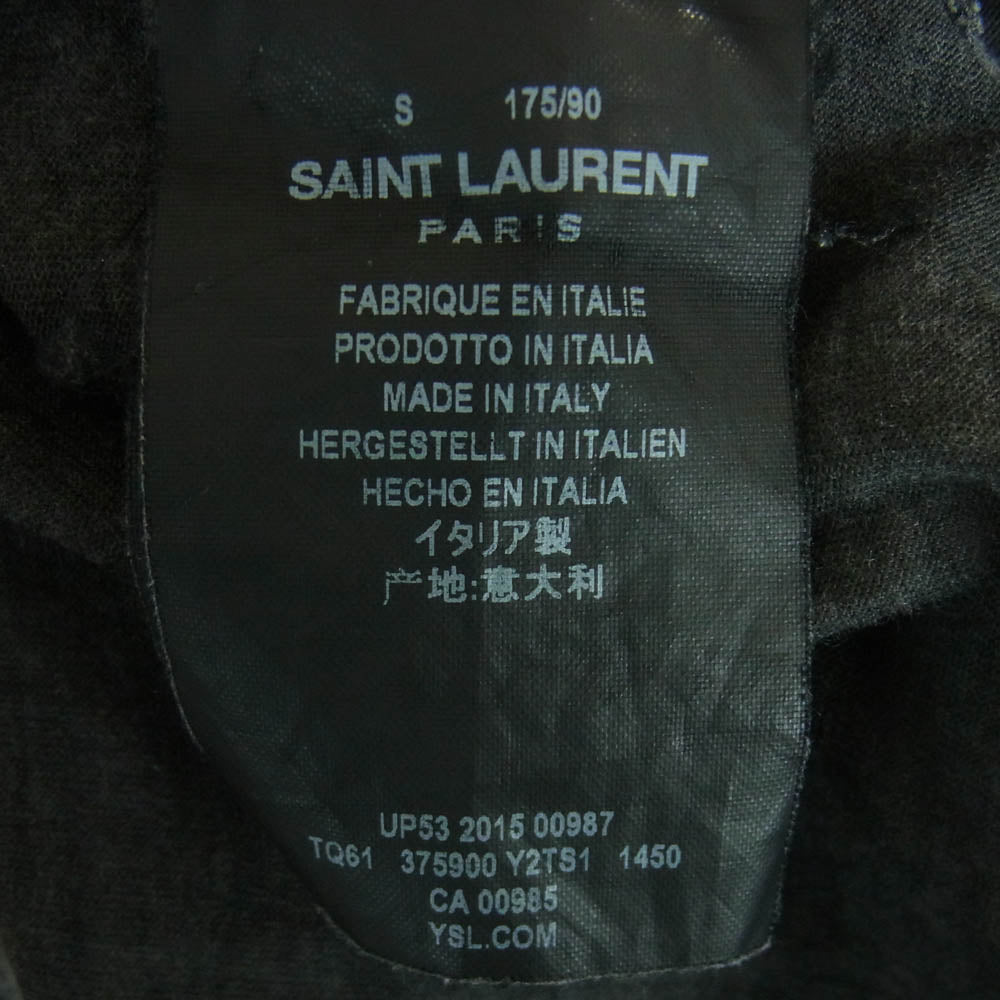 S 175/90
SAINT LAURENT
PARIS
FABRIQUE EN ITALIE
PRODOTTO IN ITALIA
MADE IN ITALY
HERGESTELLT IN ITALIEN
HECHO EN ITALIA
イタリア製
产地:意大利
UP53 2015 00987
TQ61 375900 Y2TS1 1450
CA 00985
YSL.COM